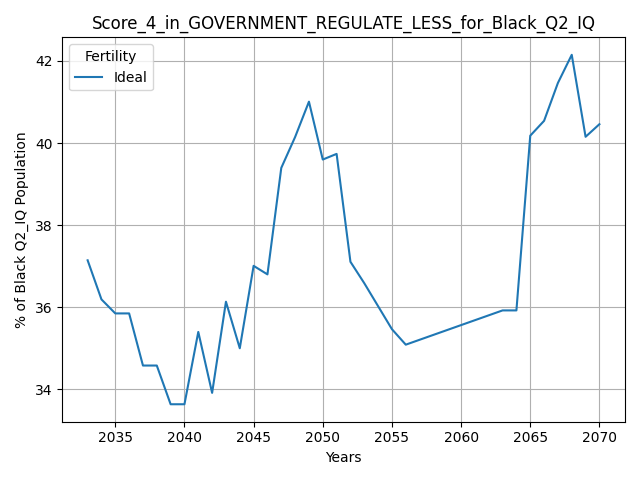 Score_4_in_GOVERNMENT_REGULATE_LESS_for_Black_Q2_IQ
Fertility
Ideal
42
40
38
36
34
% of Black Q2_IQ Population
2035 2040 2045 2050 2055 2060 2065 2070
Years